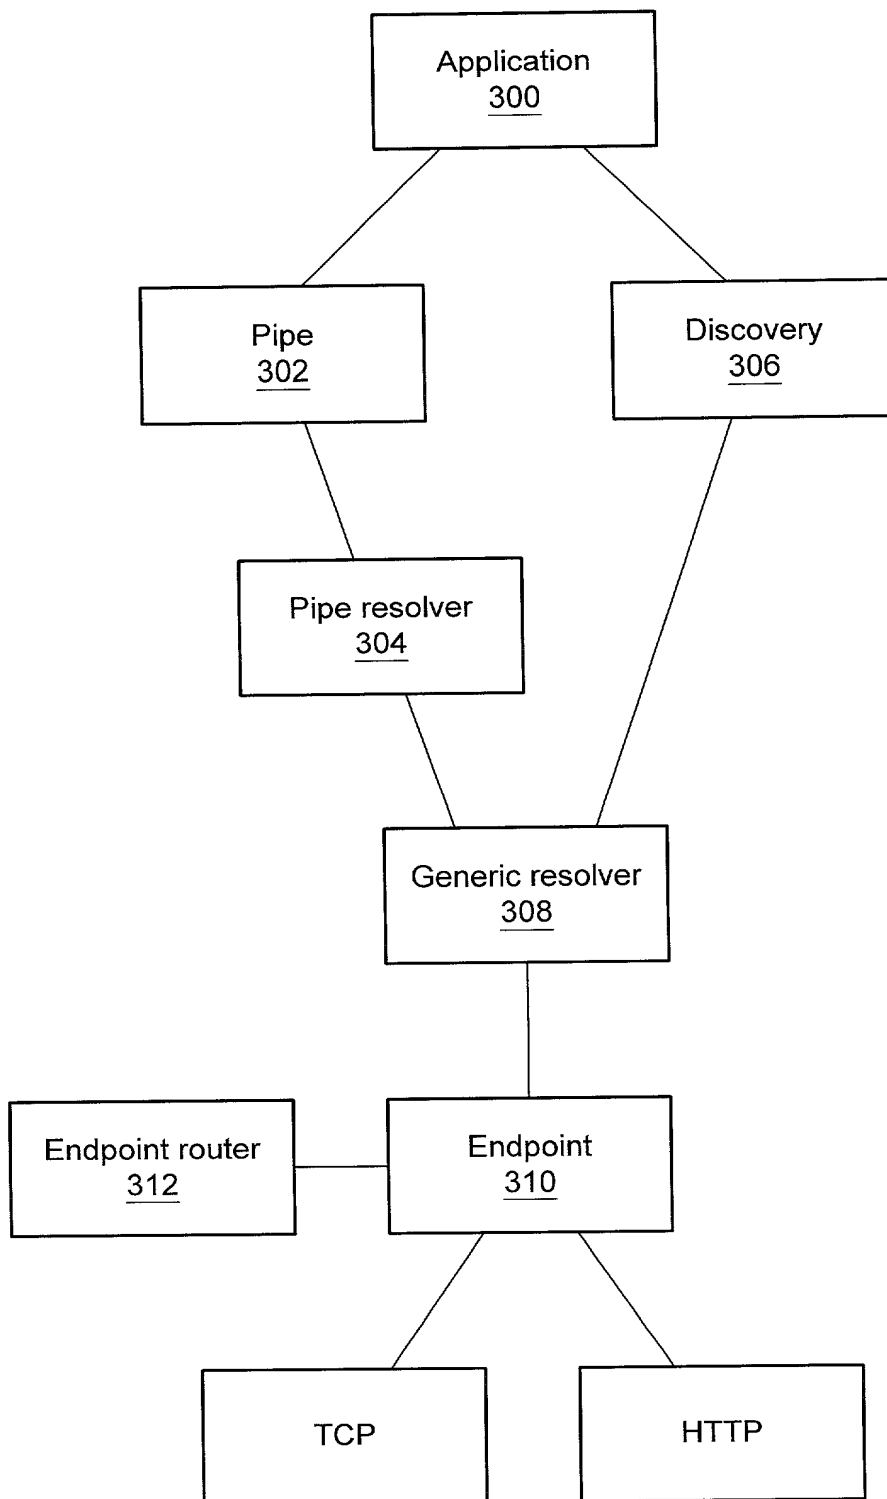 Application
300
Pipe
302
Discovery
306
Pipe resolver
304
Generic resolver
308
Endpoint router
312
Endpoint
310
TCP
HTTP